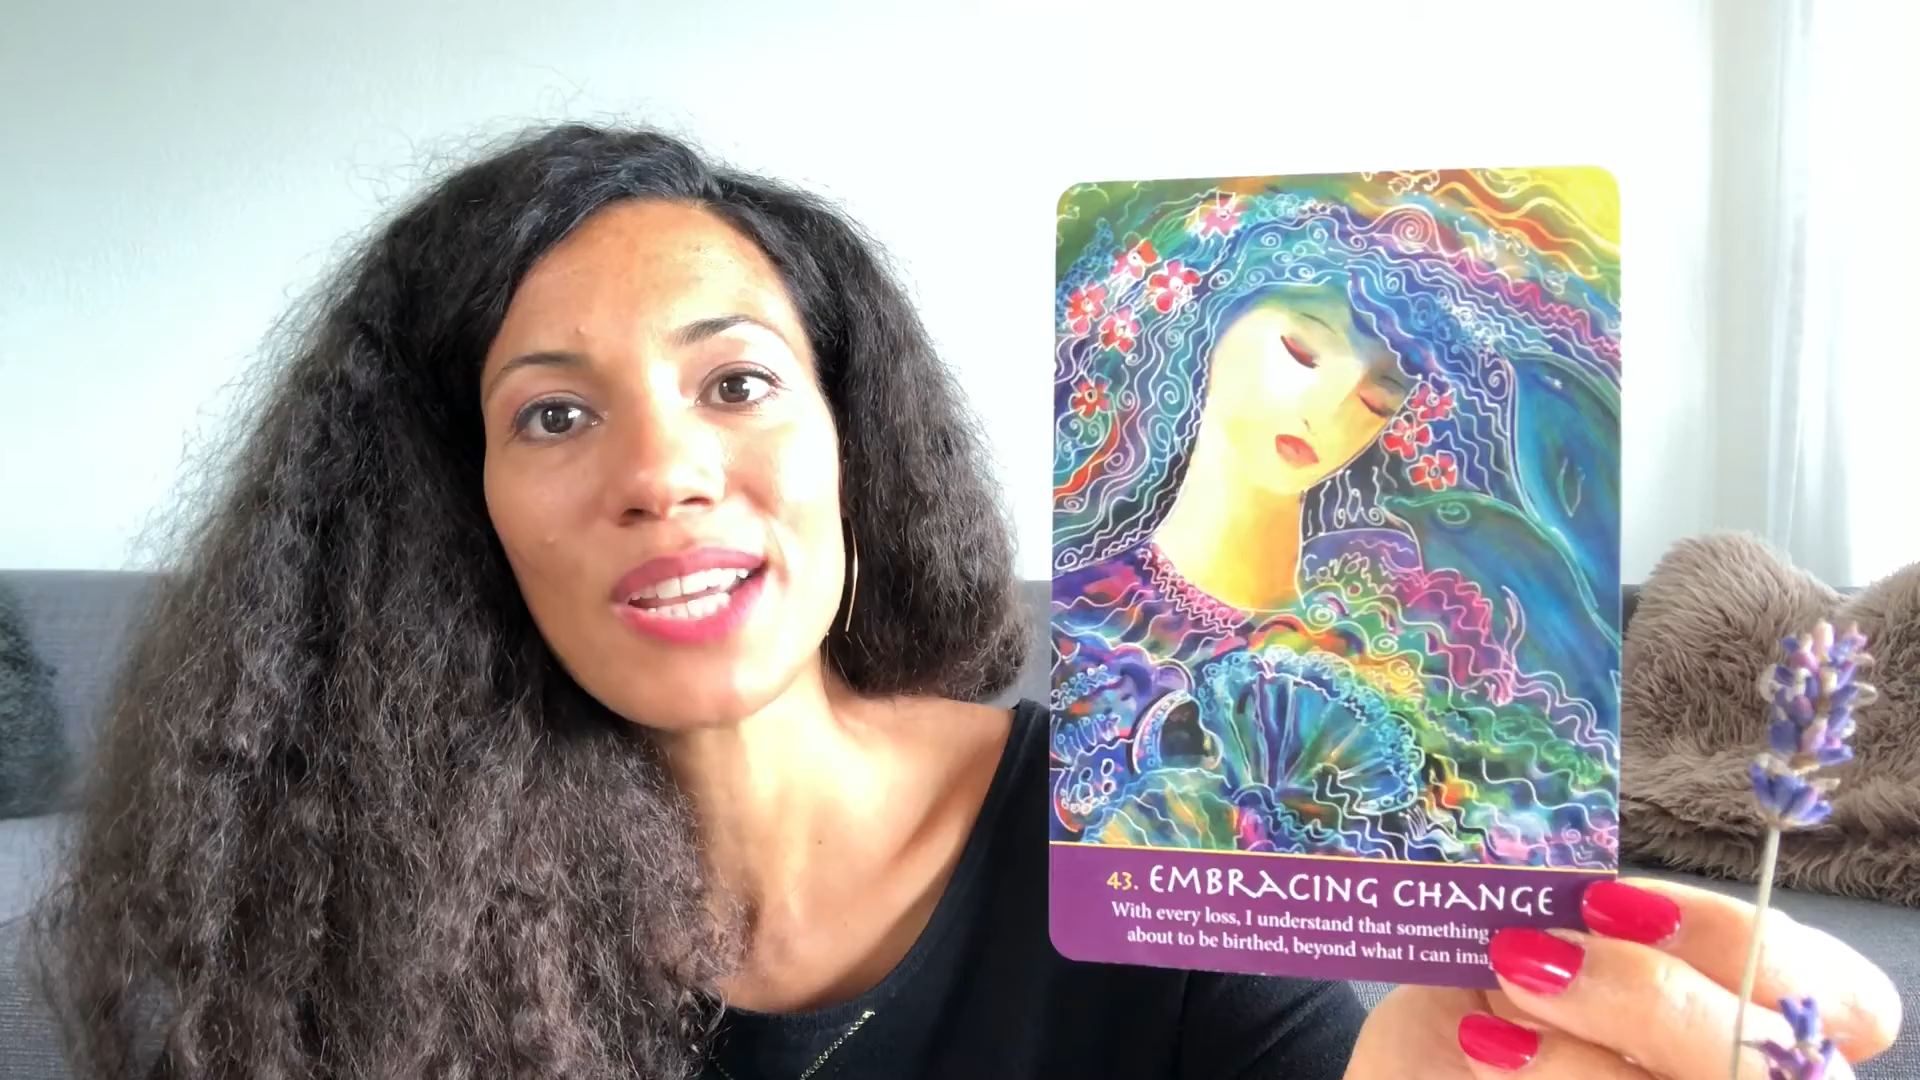 43. EMBRACING CHANGE
With every loss, I understand that something
about to be birthed, beyond what I can